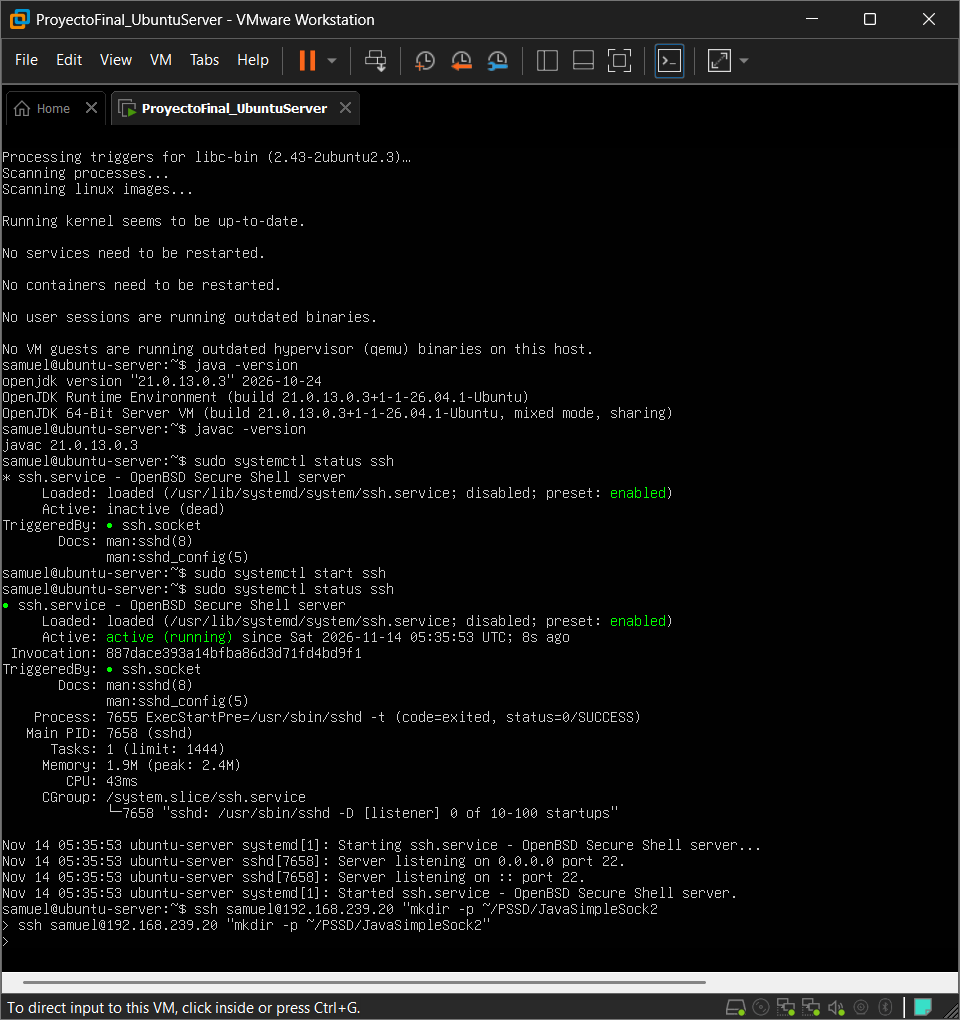 ProyectoFinal_UbuntuServer - VMware Workstation
File Edit View VM Tabs Help
Home ProyectoFinal_UbuntuServer
Processing triggers for libc-bin (2.43-2ubuntu2.3)…
Scanning processes...
Scanning linux images...
Running kernel seems to be up-to-date.
No services need to be restarted.
No containers need to be restarted.
No user sessions are running outdated binaries.
No VM guests are running outdated hypervisor (qemu) binaries on this host.
samuel@ubuntu-server:~$ java -version
openjdk version "21.0.13.0.3" 2026-10-24
OpenJDK Runtime Environment (build 21.0.13.0.3+1-1-26.04.1-Ubuntu)
OpenJDK 64-Bit Server VM (build 21.0.13.0.3+1-1-26.04.1-Ubuntu, mixed mode, sharing)
samuel@ubuntu-server:~$ javac -version
javac 21.0.13.0.3
samuel@ubuntu-server:~$ sudo systemctl status ssh
* ssh.service - OpenBSD Secure Shell server
Loaded: loaded (/usr/lib/systemd/system/ssh.service; disabled; preset: enabled)
Active: inactive (dead)
TriggeredBy: ● ssh.socket
Docs: man:sshd(8)
man:sshd_config(5)
samuel@ubuntu-server:~$ sudo systemctl start ssh
samuel@ubuntu-server:~$ sudo systemctl status ssh
● ssh.service - OpenBSD Secure Shell server
Loaded: loaded (/usr/lib/systemd/system/ssh.service; disabled; preset: enabled)
Active: active (running) since Sat 2026-11-14 05:35:53 UTC; 8s ago
Invocation: 887dace393a14bfba86d3d71fd4bd9f1
TriggeredBy: ● ssh.socket
Docs: man:sshd(8)
man:sshd_config(5)
Process: 7655 ExecStartPre=/usr/sbin/sshd -t (code=exited, status=0/SUCCESS)
Main PID: 7658 (sshd)
Tasks: 1 (limit: 1444)
Memory: 1.9M (peak: 2.4M)
CPU: 43ms
CGroup: /system.slice/ssh.service
└─7658 "sshd: /usr/sbin/sshd -D [listener] 0 of 10-100 startups"
Nov 14 05:35:53 ubuntu-server systemd[1]: Starting ssh.service - OpenBSD Secure Shell server...
Nov 14 05:35:53 ubuntu-server sshd[7658]: Server listening on 0.0.0.0 port 22.
Nov 14 05:35:53 ubuntu-server sshd[7658]: Server listening on :: port 22.
Nov 14 05:35:53 ubuntu-server systemd[1]: Started ssh.service - OpenBSD Secure Shell server.
samuel@ubuntu-server:~$ ssh samuel@192.168.239.20 "mkdir -p ~/PSSD/JavaSimpleSock2
> ssh samuel@192.168.239.20 "mkdir -p ~/PSSD/JavaSimpleSock2"
>
To direct input to this VM, click inside or press Ctrl+G.